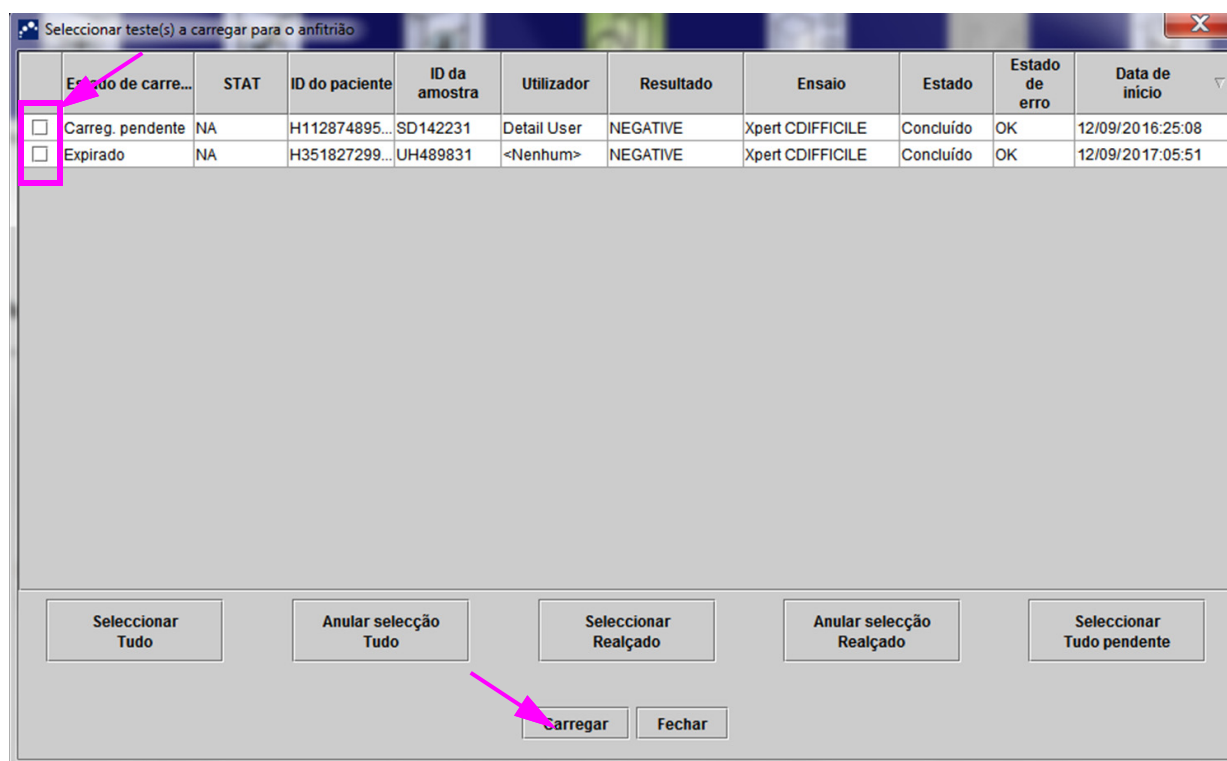 Seleccionar teste(s) a carregar para o anfitrião
Estado de carre... STAT ID do paciente ID da amostra Utilizador Resultado Ensaio Estado Estado de erro Data de início
Carreg. pendente NA H112874895... SD142231 Detail User NEGATIVE Xpert CDIFFICILE Concluído OK 12/09/2016:25:08
Expirado NA H351827299... UH489831 <Nenhum> NEGATIVE Xpert CDIFFICILE Concluído OK 12/09/2017:05:51
Seleccionar Tudo
Anular selecção Tudo
Seleccionar Realçado
Anular selecção Realçado
Seleccionar Tudo pendente
Carregar Fechar